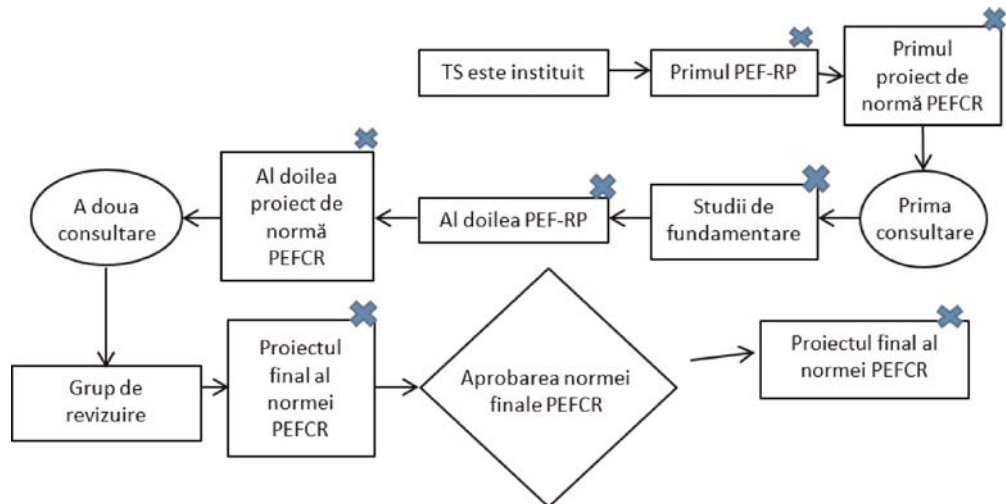 TS este instituit
Primul PEF-RP
Primul
proiect de
normă PEFCR
Prima
consultare
Studii de
fundamentare
Al doilea PEF-RP
Al doilea
proiect de
normă
PEFCR
A doua
consultare
Grup de
revizuire
Proiectul
final al
normei
PEFCR
Aprobarea normei
finale PEFCR
Proiectul final al
normei PEFCR